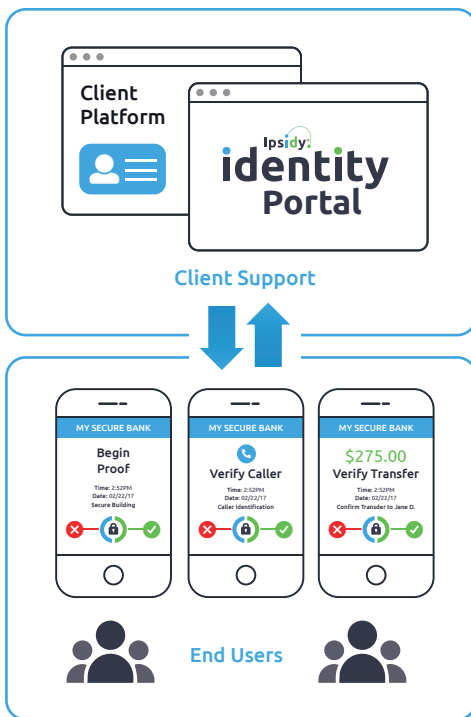 Client
Platform
Ipsidy
identity
Portal
Client Support
MY SECURE BANK
Begin
Proof
Time: 2:52PM
Date: 02/22/17
Secure Building
MY SECURE BANK
Verify Caller
Time: 2:52PM
Date: 02/22/17
Caller Identification
MY SECURE BANK
$275.00
Verify Transfer
Time: 2:52PM
Date: 02/22/17
Confirm Transder to Jane D.
End Users